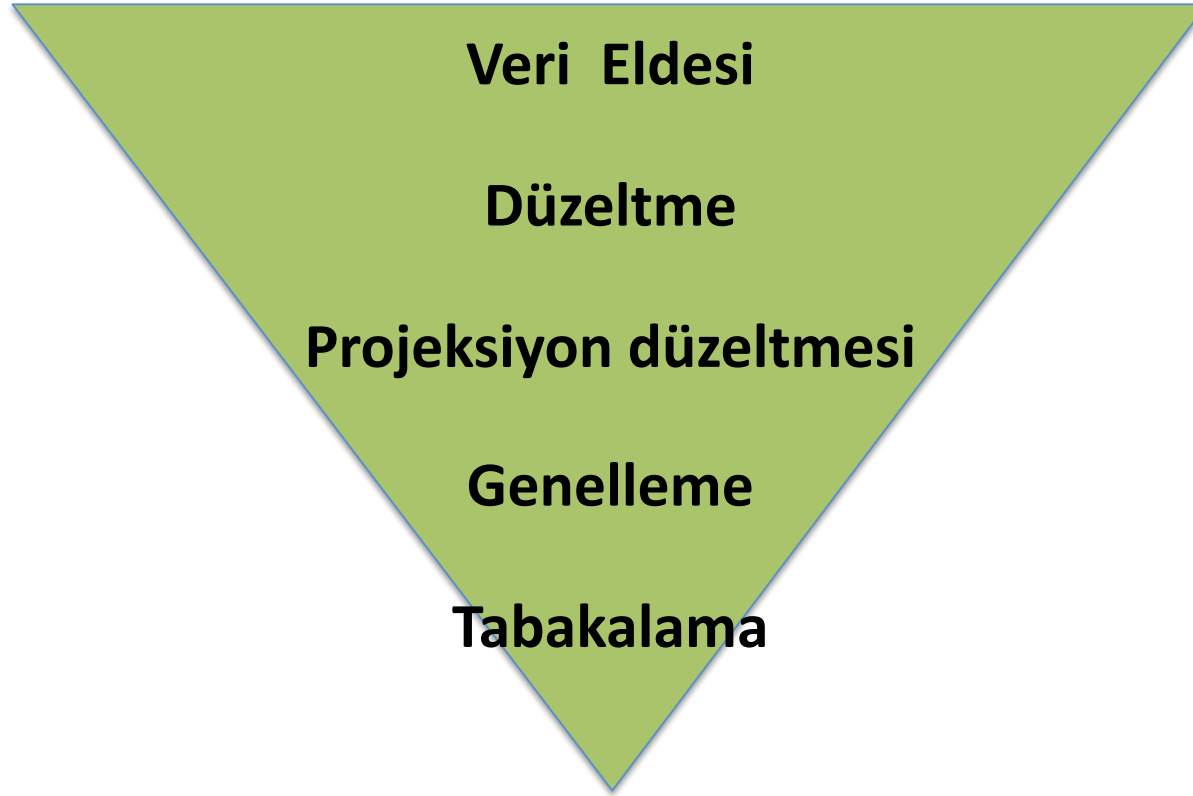 Veri Eldesi
Düzeltme
Projeksiyon düzeltmesi
Genelleme
Tabakalama